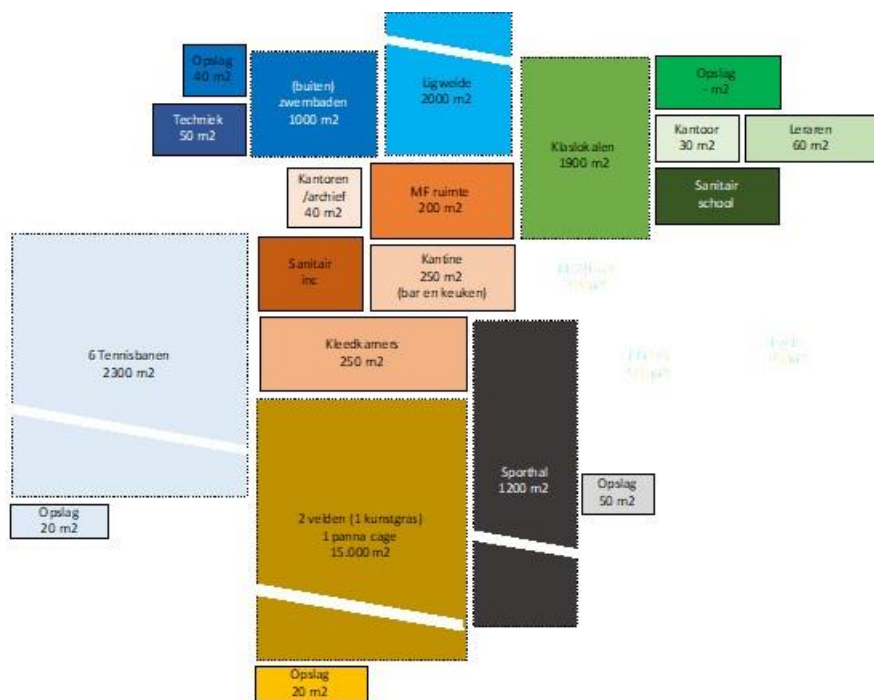 Opslag
40 m2
(buiten)
zwembaden
1000 m2
Ligweide
2000 m2
Opslag
- m2
Techniek
50 m2
Klaslokalen
1900 m2
Kantoor
30 m2
Leraren
60 m2
Kantoren
/archief
40 m2
MF ruimte
200 m2
Sanitair
school
Sanitair
inc
Kantine
250 m2
(bar en keuken)
6 Tennisbanen
2300 m2
Kleedkamers
250 m2
Sporthal
1200 m2
Opslag
50 m2
Opslag
20 m2
2 velden (1 kunstgras)
1 panna cage
15.000 m2
Opslag
20 m2